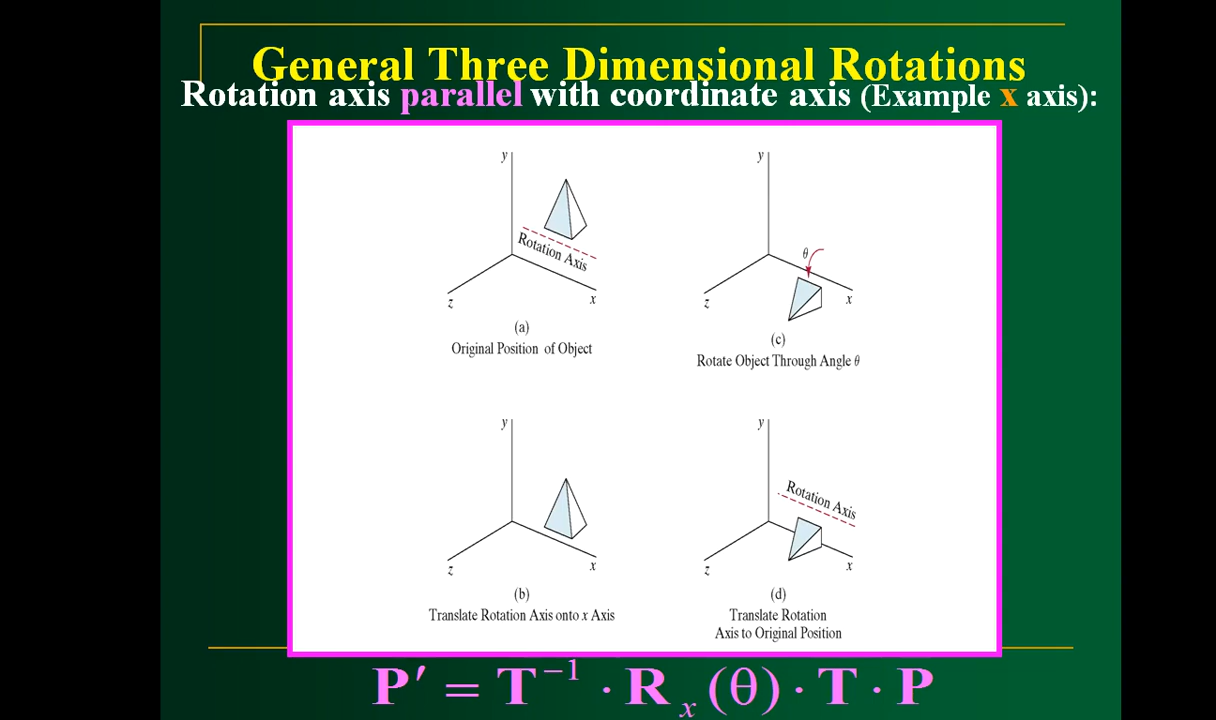 General Three Dimensional Rotations
Rotation axis parallel with coordinate axis (Example x axis):
y
Rotation Axis
z
x
(a)
Original Position of Object
y
θ
z
x
(c)
Rotate Object Through Angle θ
y
z
x
(b)
Translate Rotation Axis onto x Axis
y
Rotation Axis
z
x
(d)
Translate Rotation
Axis to Original Position
P′ = T⁻¹ · Rₓ(θ) · T · P